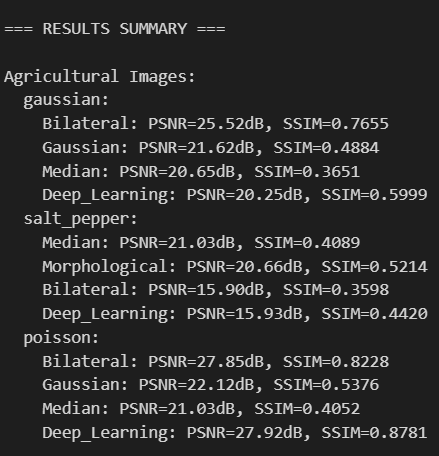 === RESULTS SUMMARY ===
Agricultural Images:
gaussian:
Bilateral: PSNR=25.52dB, SSIM=0.7655
Gaussian: PSNR=21.62dB, SSIM=0.4884
Median: PSNR=20.65dB, SSIM=0.3651
Deep_Learning: PSNR=20.25dB, SSIM=0.5999
salt_pepper:
Median: PSNR=21.03dB, SSIM=0.4089
Morphological: PSNR=20.66dB, SSIM=0.5214
Bilateral: PSNR=15.90dB, SSIM=0.3598
Deep_Learning: PSNR=15.93dB, SSIM=0.4420
poisson:
Bilateral: PSNR=27.85dB, SSIM=0.8228
Gaussian: PSNR=22.12dB, SSIM=0.5376
Median: PSNR=21.03dB, SSIM=0.4052
Deep_Learning: PSNR=27.92dB, SSIM=0.8781